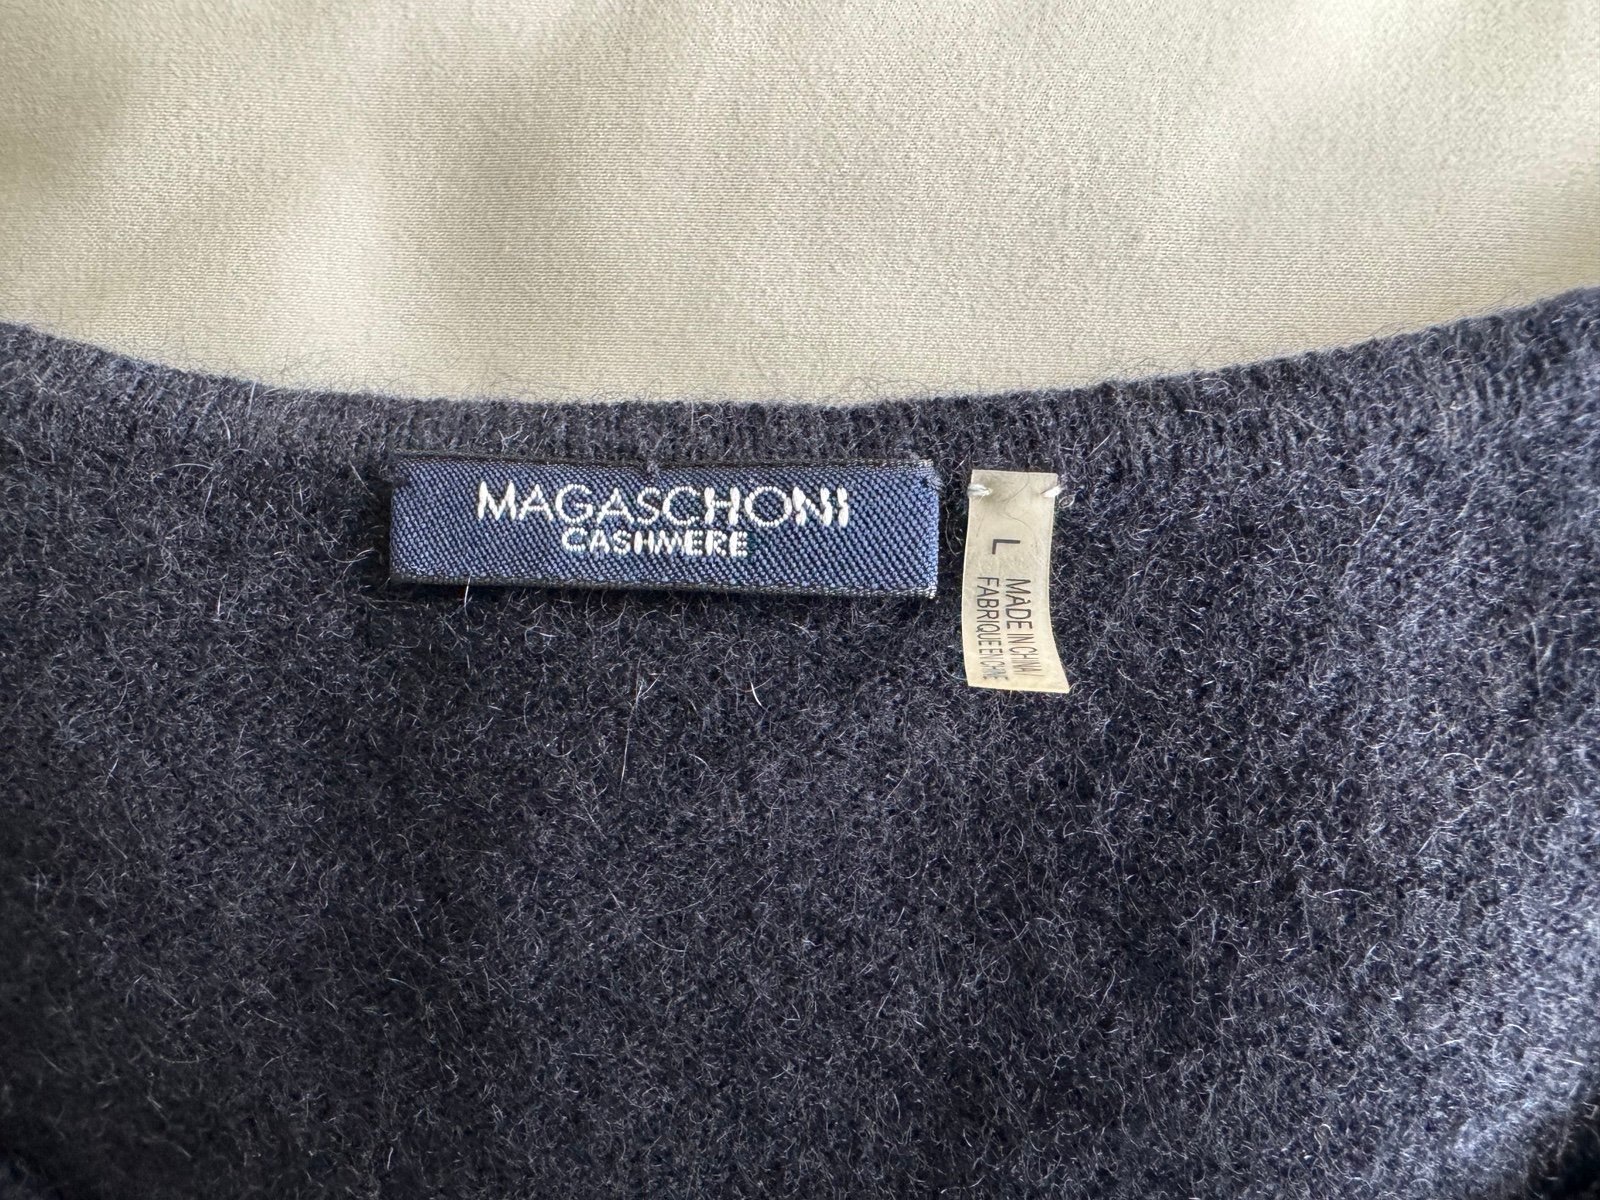 MAGASCHONI
CASHMERE
L
MADE IN CHINA
FABRIQUE EN CHINE